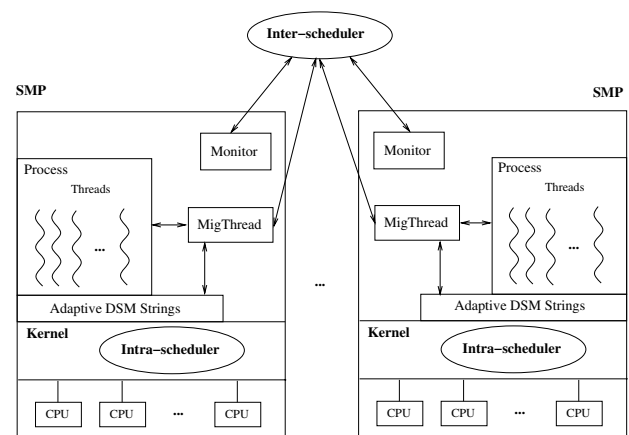 Inter−scheduler
SMP
SMP
Monitor
Monitor
Process
Process
Threads
Threads
...
...
MigThread
MigThread
...
Adaptive DSM Strings
Adaptive DSM Strings
Kernel
Kernel
Intra−scheduler
Intra−scheduler
CPU
CPU
...
CPU
CPU
CPU
...
CPU